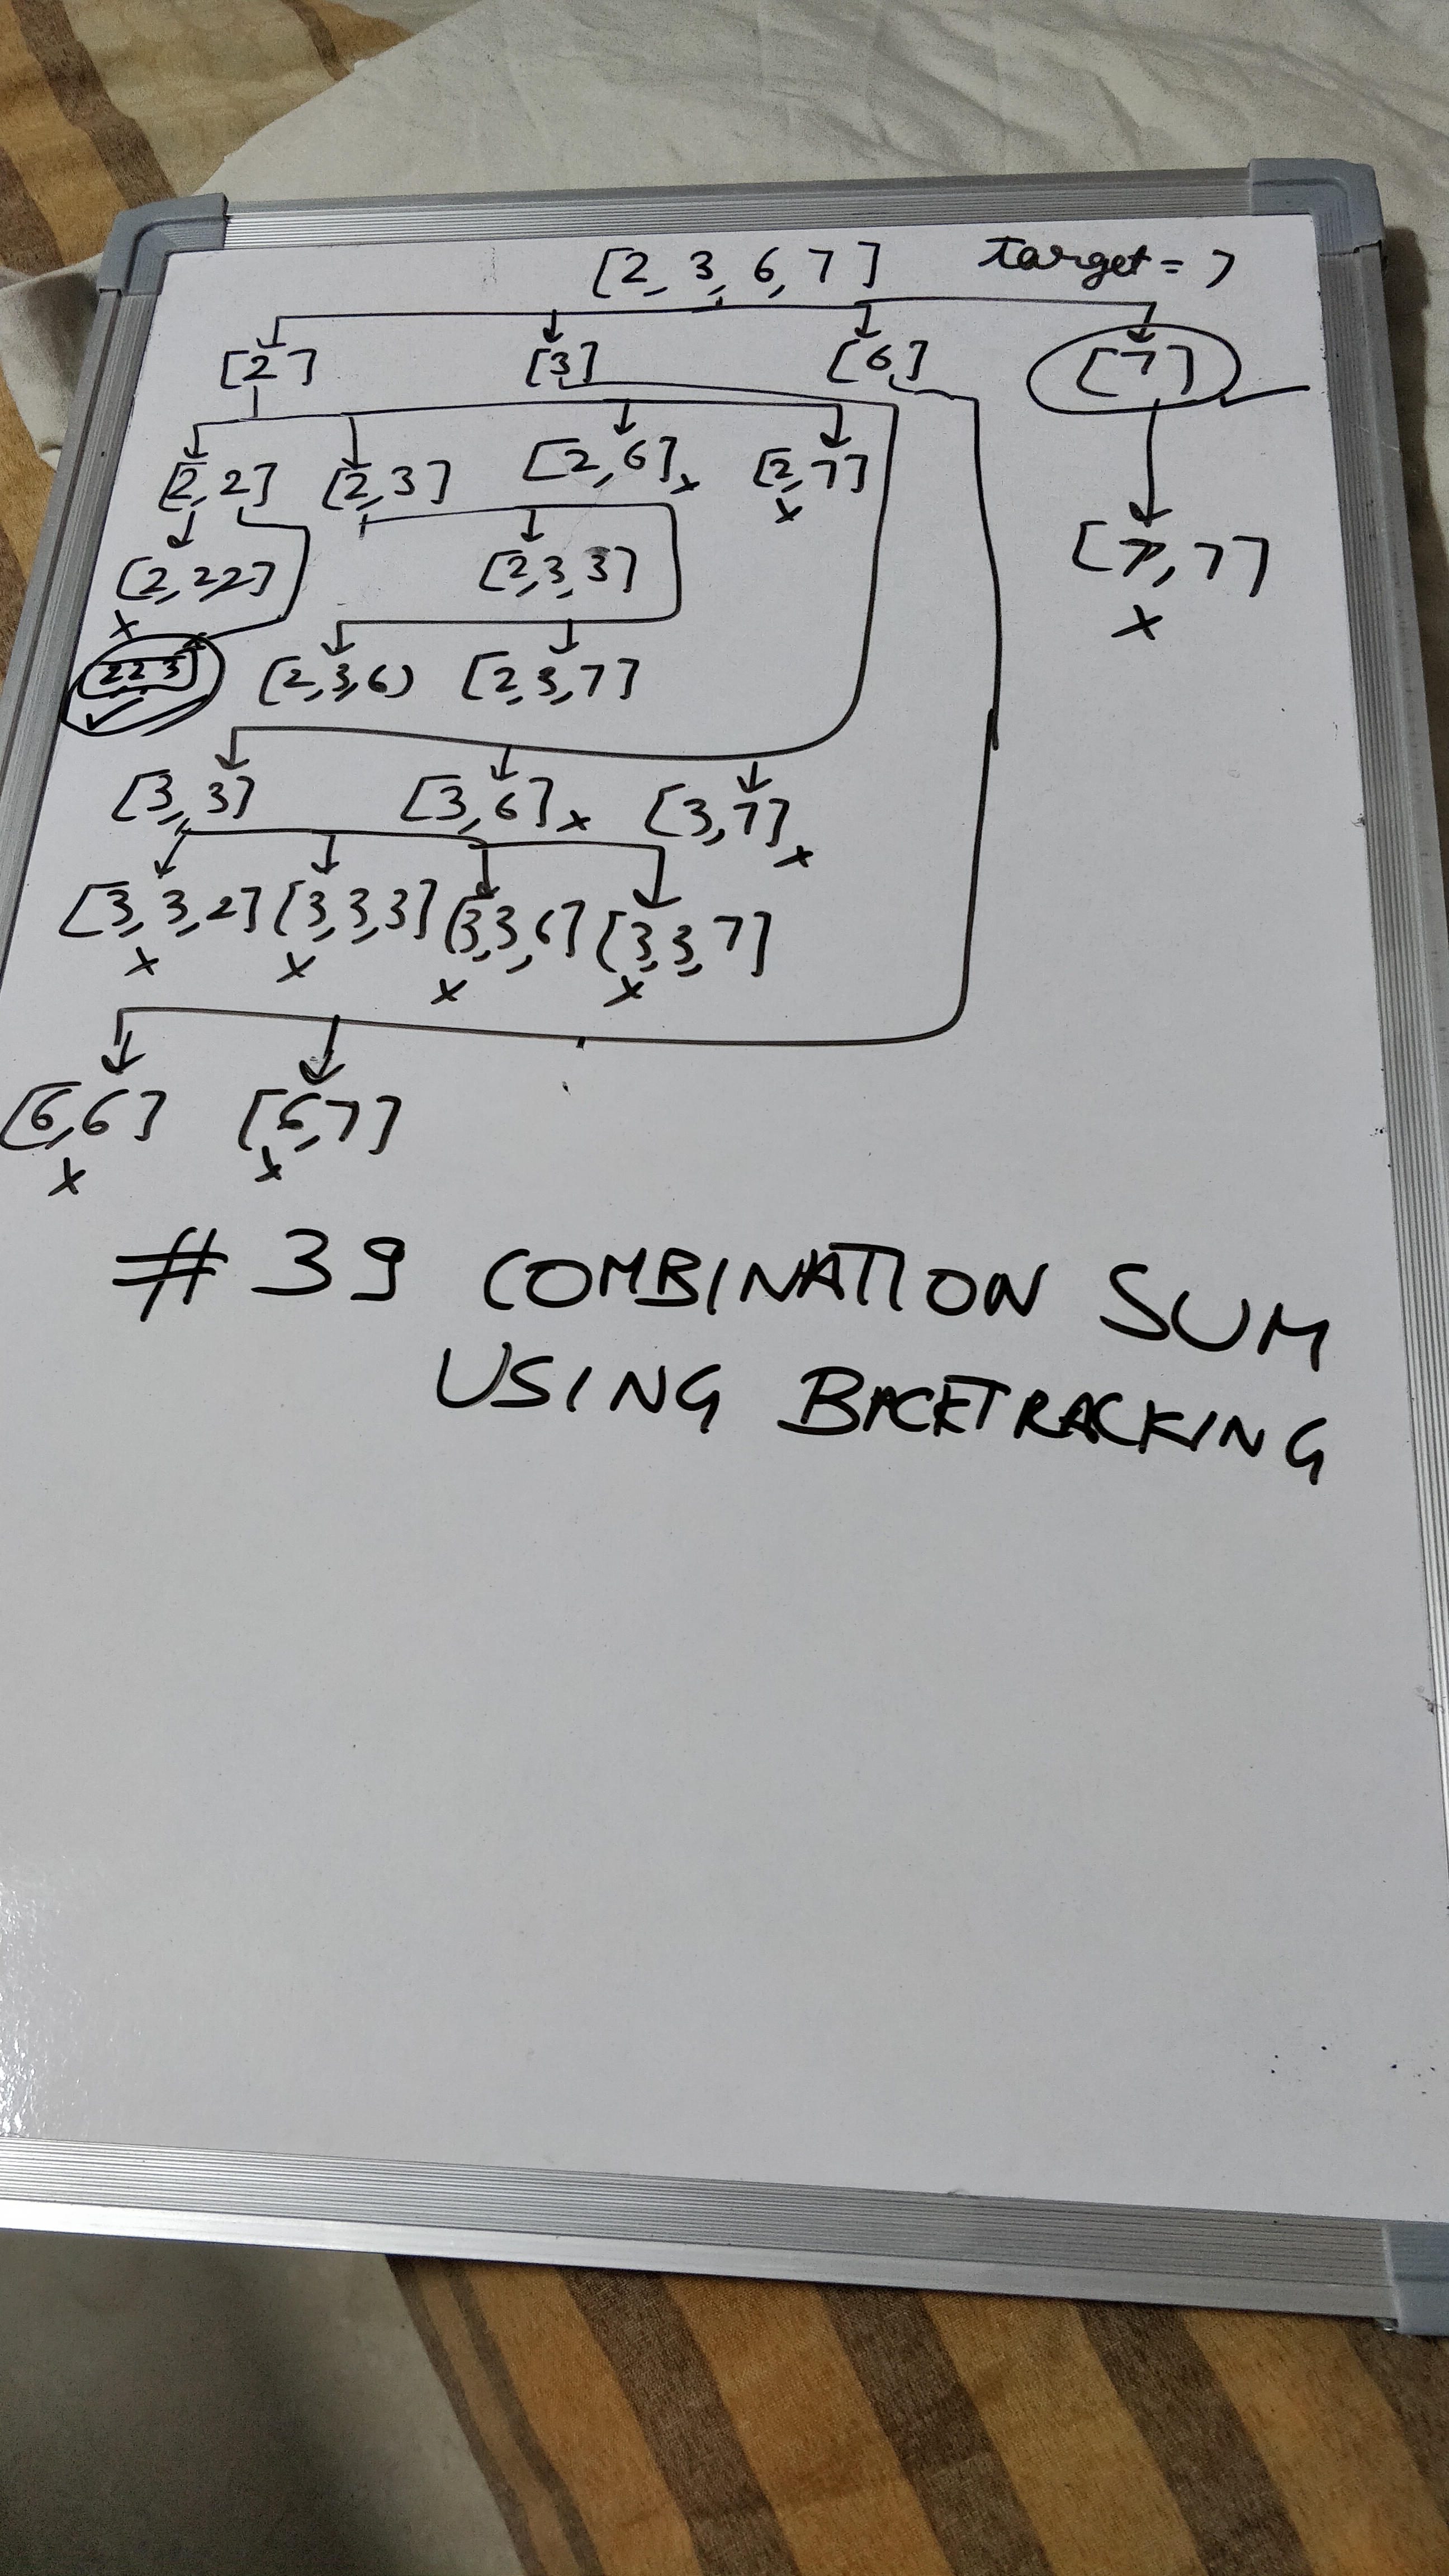 [2, 3, 6, 7] target = 7
[2] [3] [6] [7]
[2, 2] [2, 3] [2, 6] x [2, 7]
x
[2, 2, 2] [2, 3, 3] [7, 7]
x x
2 2 3 [2, 3, 6) [2, 3, 7]
✓
[3, 3] [3, 6] x [3, 7] x
[3, 3, 2] [3, 3, 3] [3, 3, 6] [3, 3, 7]
x x x x
[6, 6] [6, 7]
x x
# 39 COMBINATION SUM
USING BACKTRACKING